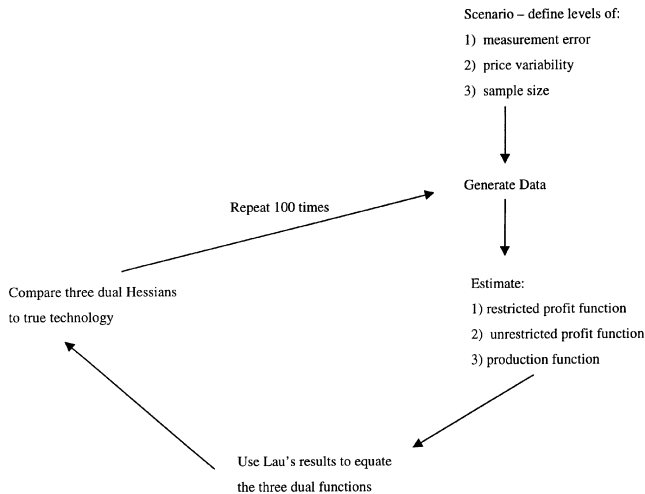 Scenario – define levels of:
1) measurement error
2) price variability
3) sample size
Generate Data
Repeat 100 times
Estimate:
1) restricted profit function
2) unrestricted profit function
3) production function
Compare three dual Hessians
to true technology
Use Lau's results to equate
the three dual functions